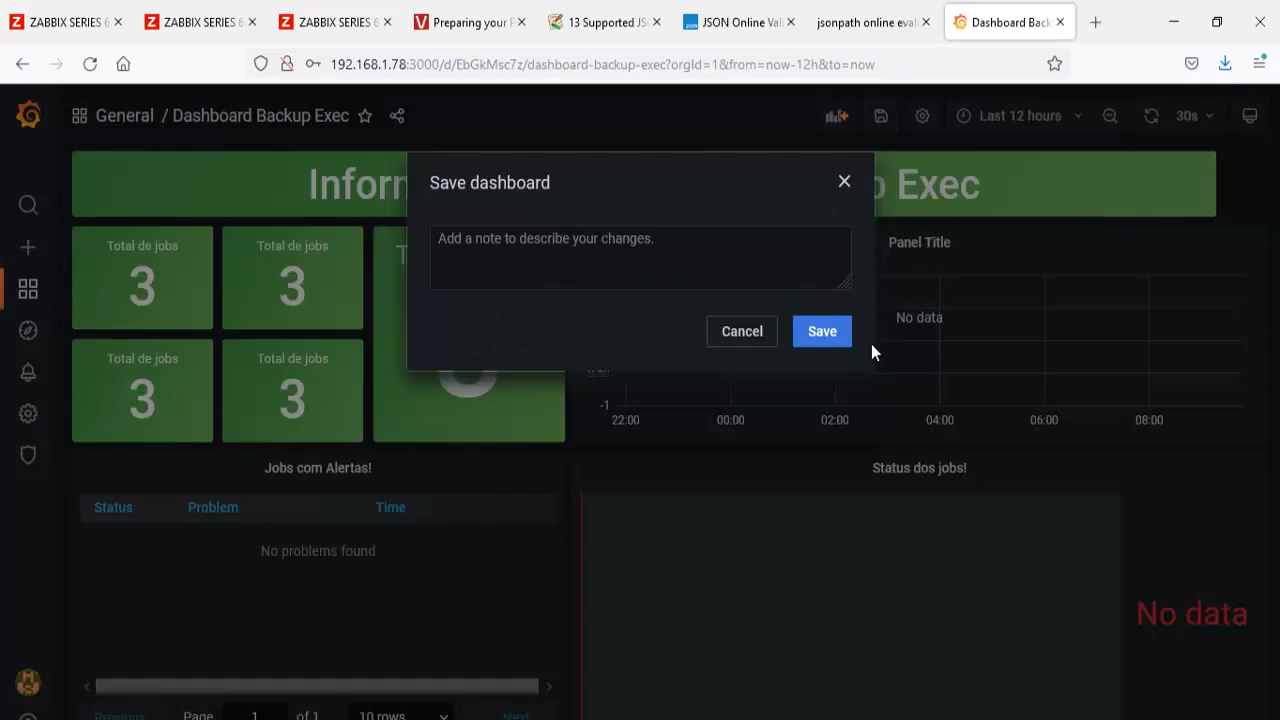 ZABBIX SERIES 6.
ZABBIX SERIES 6.
ZABBIX SERIES 6.
Preparing your P
13 Supported JS
JSON Online Vali
jsonpath online eval
Dashboard Back
192.168.1.78:3000/d/EbGkMsc7z/dashboard-backup-exec?orgId=1&from=now-12h&to=now
General / Dashboard Backup Exec
Last 12 hours
30s
Inform
Exec
Save dashboard
Add a note to describe your changes.
Cancel
Save
Total de jobs
3
Total de jobs
3
Total de jobs
3
Total de jobs
3
Panel Title
No data
-1
22:00
00:00
02:00
04:00
06:00
08:00
Jobs com Alertas!
Status
Problem
Time
No problems found
Previous
Page
1
of 1
10 rows
Next
Status dos jobs!
No data